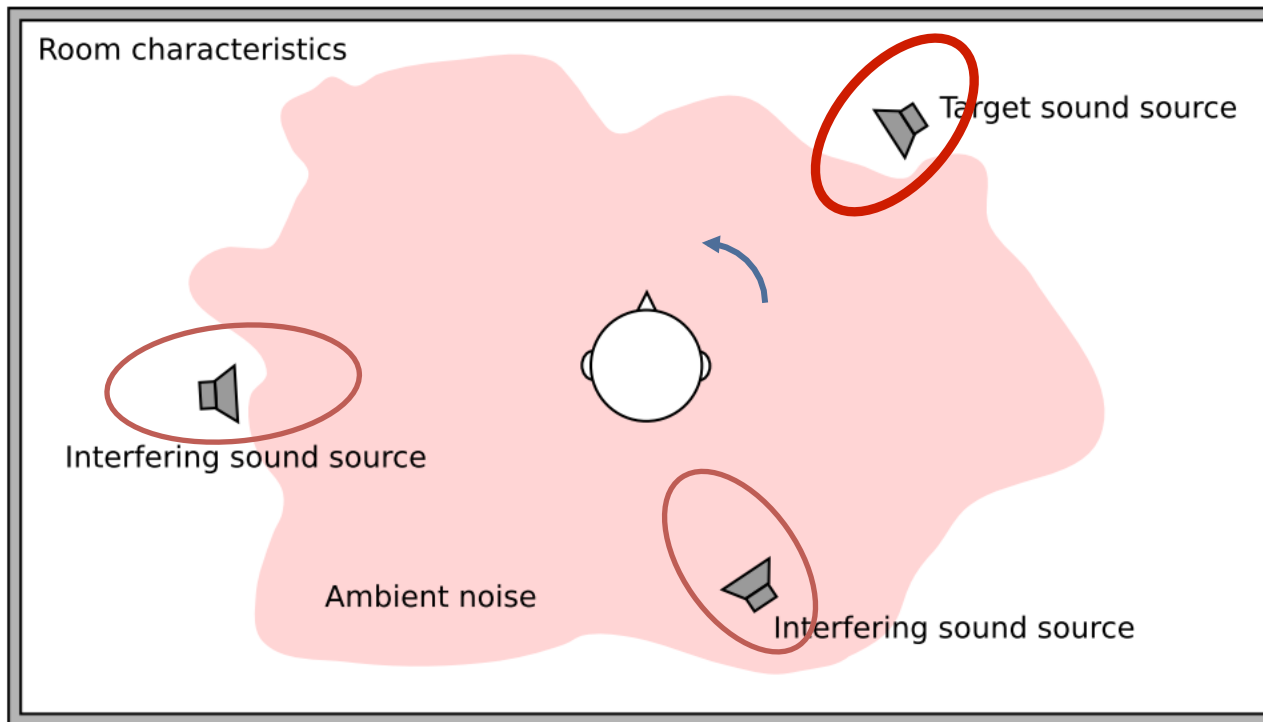 Room characteristics
Target sound source
Interfering sound source
Ambient noise
Interfering sound source